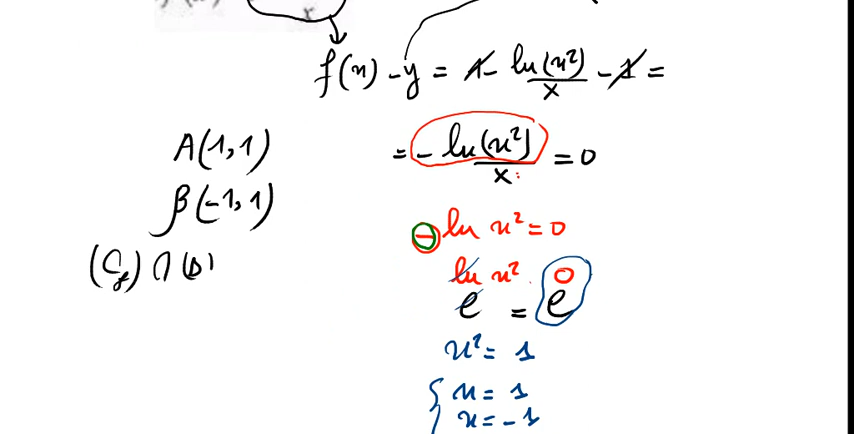 f(x) - y = 1 - ln(x²)/x - 1 =
A(1,1)
= - ln(x²)/x = 0
B(-1,1)
- ln x² = 0
(Cf) ∩ (Δ)
e^(ln x²) = e^0
x² = 1
{ x = 1
x = -1